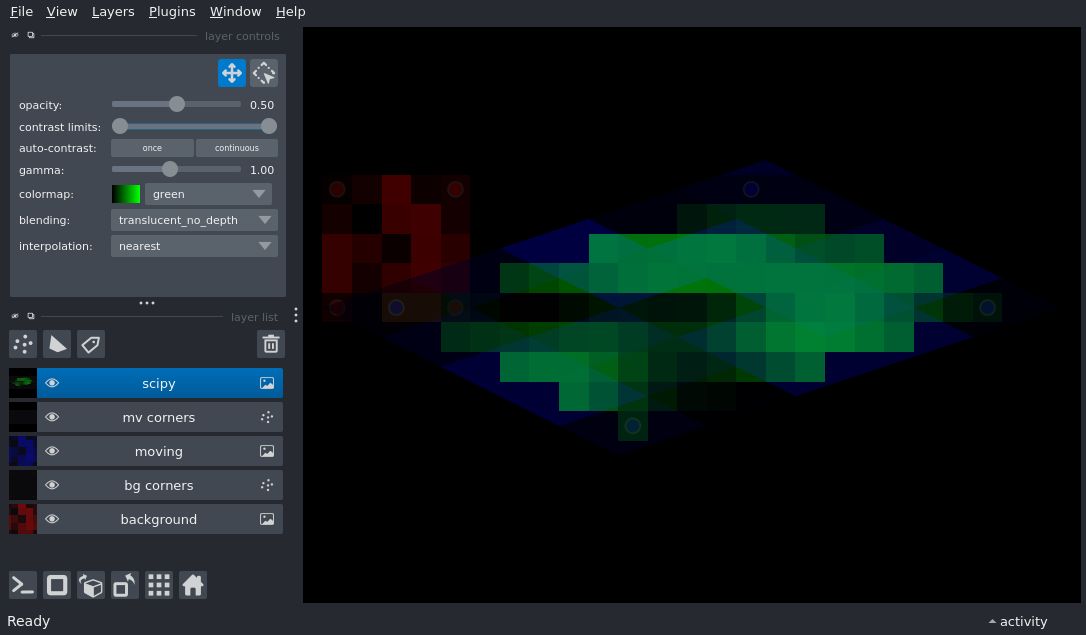 File View Layers Plugins Window Help
layer controls
opacity: 0.50
contrast limits:
auto-contrast: once continuous
gamma: 1.00
colormap: green
blending: translucent_no_depth
interpolation: nearest
layer list
scipy
mv corners
moving
bg corners
background
Ready activity